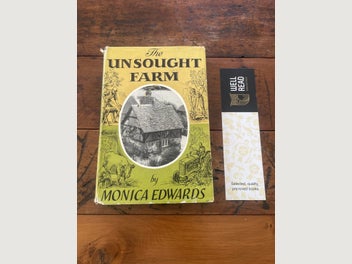 The
UNSOUGHT
FARM
by
MONICA EDWARDS
WELL
READ